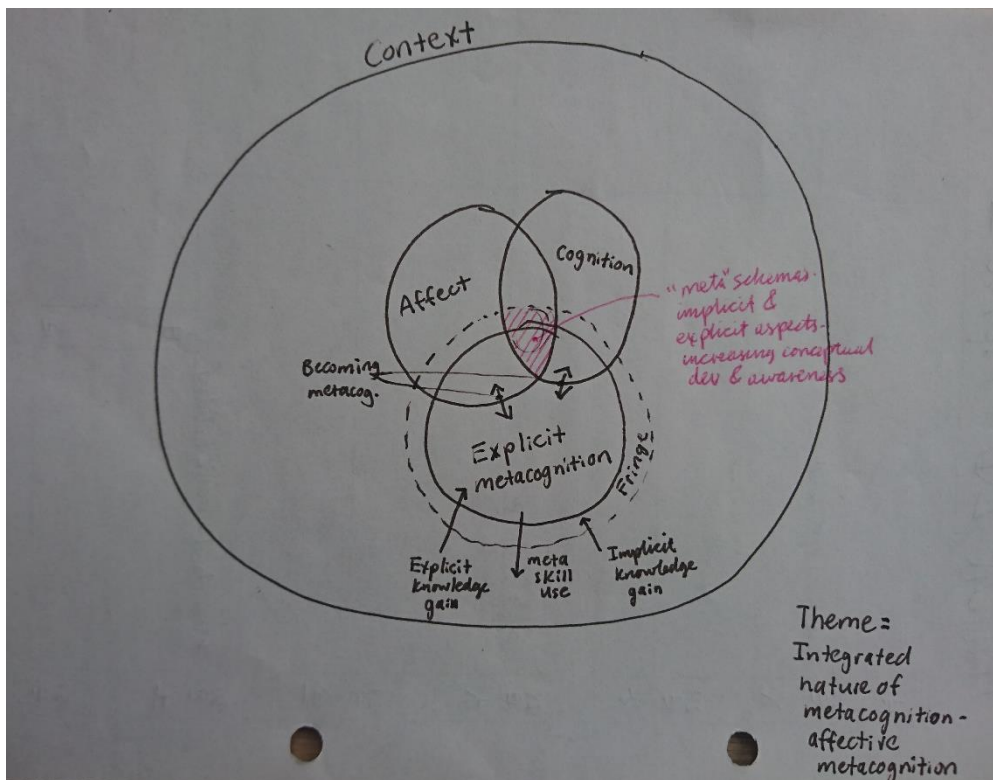 Context
Affect
Cognition
"meta" schemas-
implicit &
explicit aspects-
increasing conceptual
dev & awareness
Becoming
metacog.
Explicit
metacognition
Fringe
Explicit
knowledge
gain
meta
skill
use
Implicit
knowledge
gain
Theme =
Integrated
nature of
metacognition-
affective
metacognition